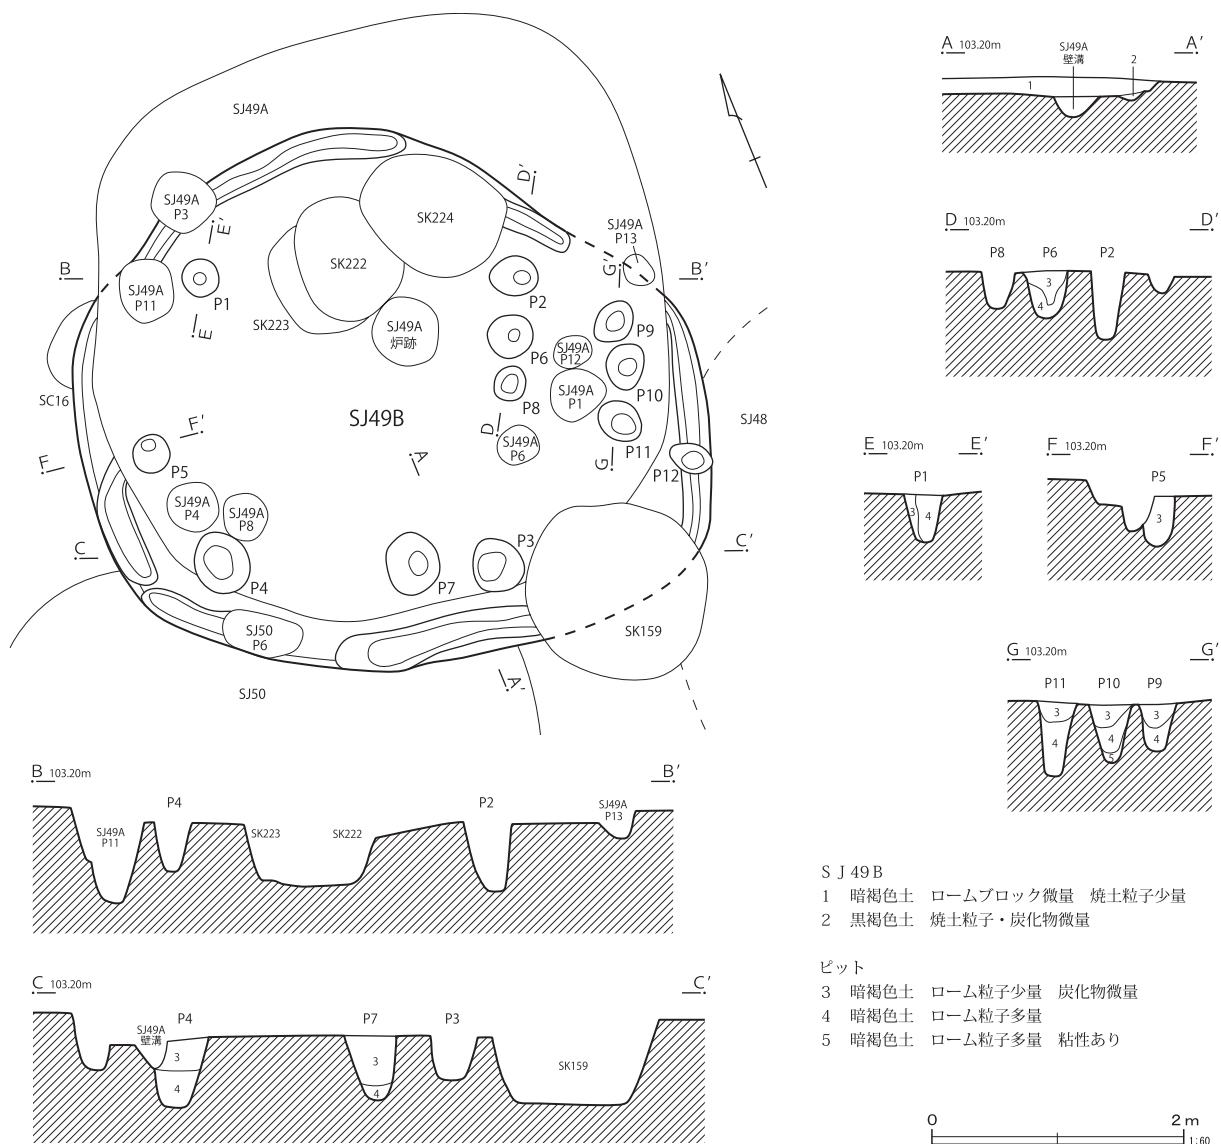 SJ49A
SJ49A
P3
E'
P1
E
B
SJ49A
P11
SK224
SK222
SK223
SJ49A
炉跡
D'
SJ49A
P13
G'
B'
P2
P9
P6
SJ49A
P12
P10
SJ49A
P1
P8
P11
D
SJ49A
P6
G
P12
SC16
SJ49B
SJ48
F'
F
P5
A
SJ49A
P4
SJ49A
P8
C
P4
P7
P3
C'
SJ50
P6
SK159
SJ50
A'
A 103.20m
SJ49A
壁溝
2
A'
1
D 103.20m
D'
P8 P6 P2
3
4
E 103.20m
E'
P1
3 4
F 103.20m
F'
P5
3
G 103.20m
G'
P11 P10 P9
3 3 3
4 4 4
5
B 103.20m
B'
SJ49A
P11
P4
SK223
SK222
P2
SJ49A
P13
C 103.20m
C'
SJ49A
壁溝
P4
3
4
P7
3
4
P3
SK159
SJ49B
1 暗褐色土 ロームブロック微量 焼土粒子少量
2 黒褐色土 焼土粒子・炭化物微量
ピット
3 暗褐色土 ローム粒子少量 炭化物微量
4 暗褐色土 ローム粒子多量
5 暗褐色土 ローム粒子多量 粘性あり
0 2m
1:60